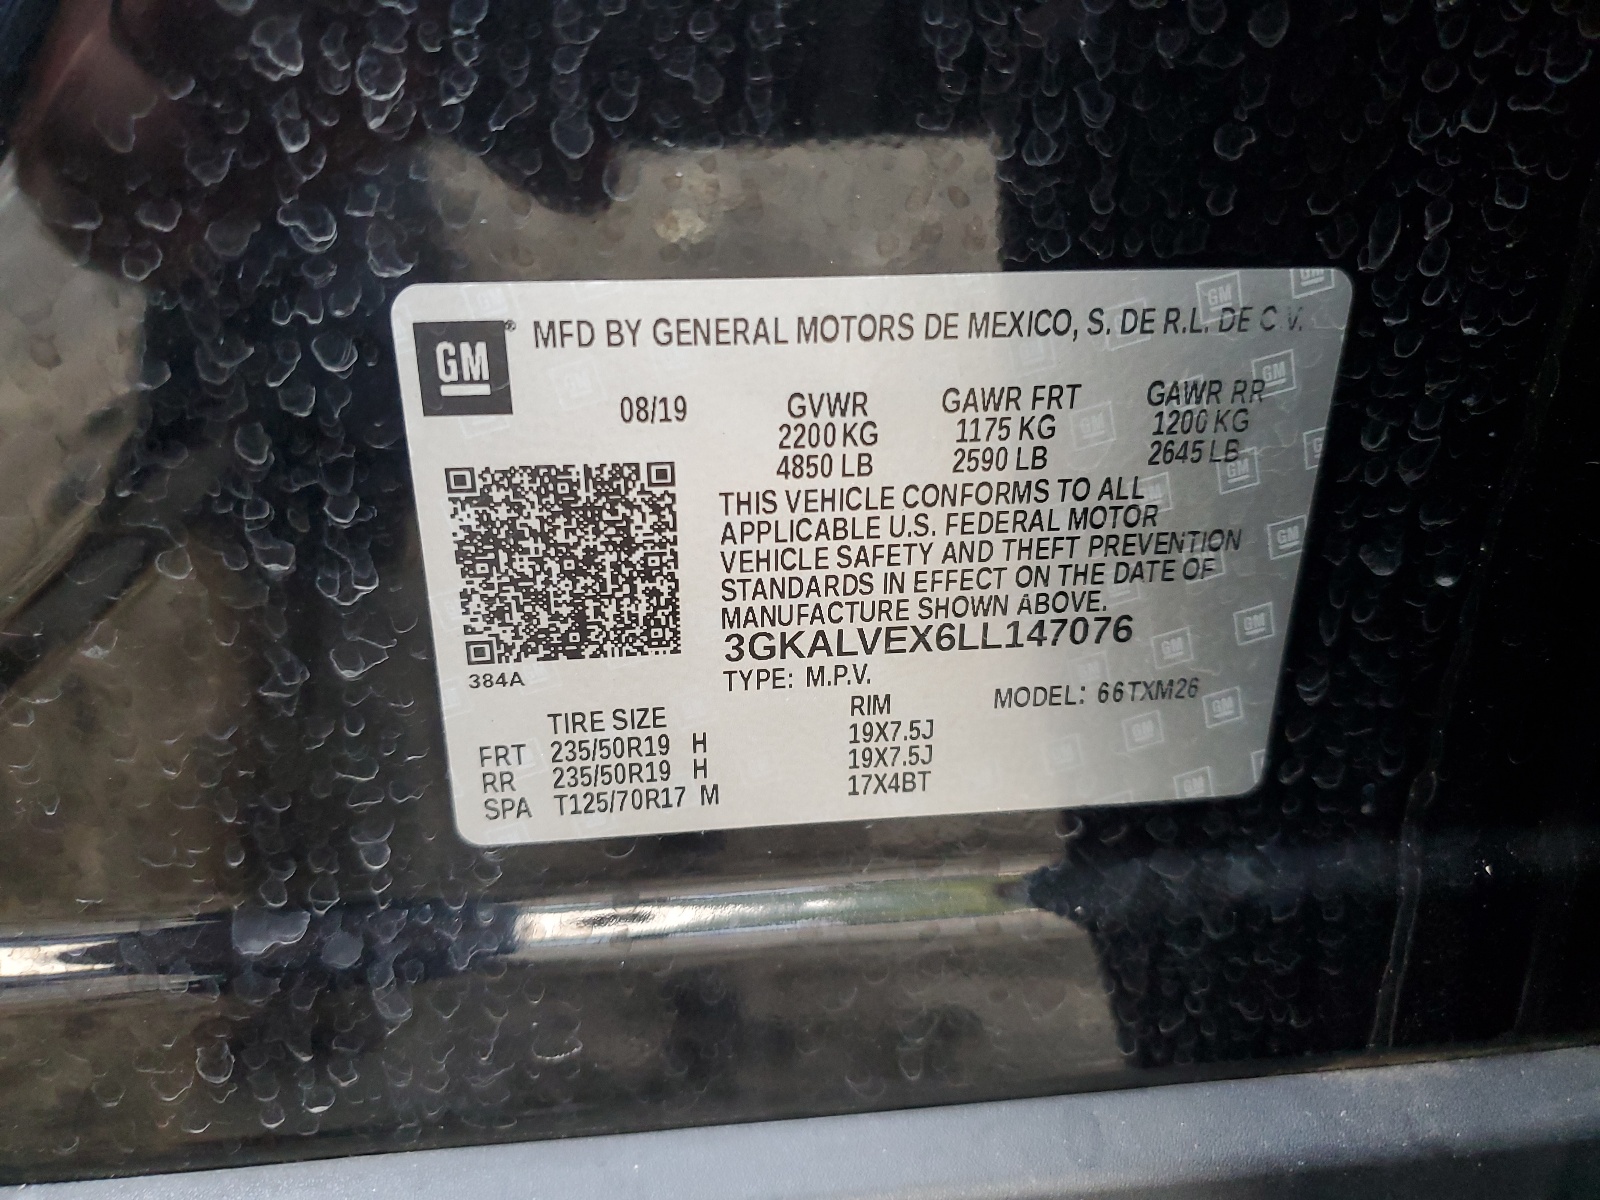 GM® MFD BY GENERAL MOTORS DE MEXICO, S. DE R.L. DE C V.
08/19 GVWR GAWR FRT GAWR RR
2200 KG 1175 KG 1200 KG
4850 LB 2590 LB 2645 LB
THIS VEHICLE CONFORMS TO ALL
APPLICABLE U.S. FEDERAL MOTOR
VEHICLE SAFETY AND THEFT PREVENTION
STANDARDS IN EFFECT ON THE DATE OF
MANUFACTURE SHOWN ABOVE.
3GKALVEX6LL147076
384A TYPE: M.P.V.
MODEL: 66TXM26
TIRE SIZE RIM
FRT 235/50R19 H 19X7.5J
RR 235/50R19 H 19X7.5J
SPA T125/70R17 M 17X4BT